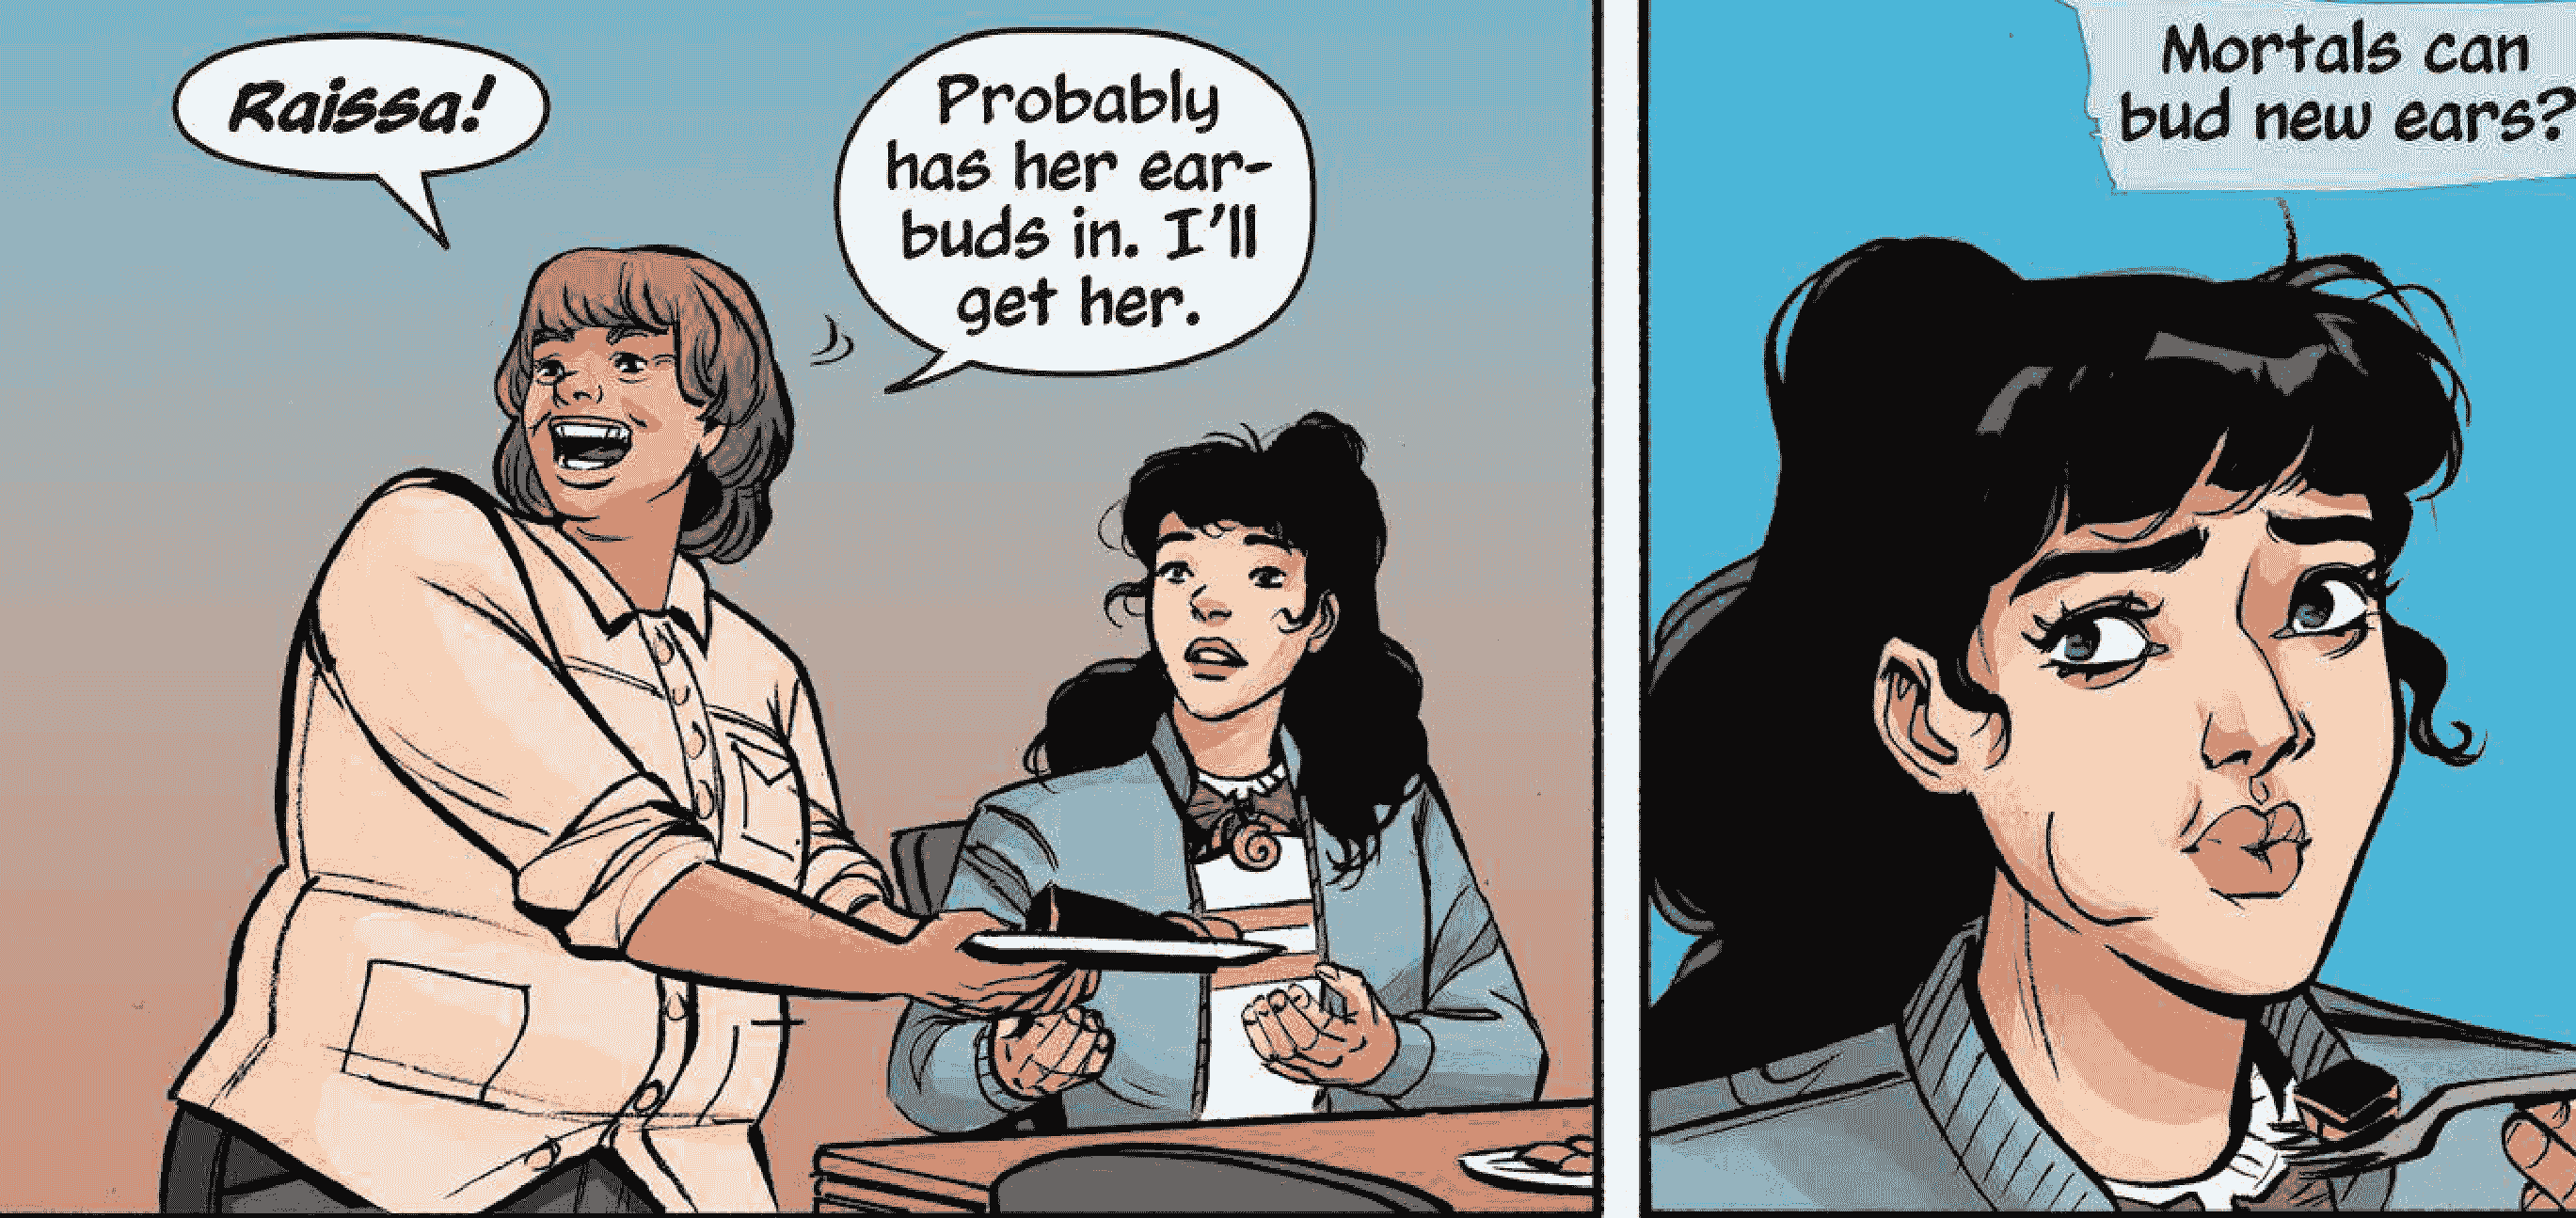 Raissa!
Probably
has her ear-
buds in. I'll
get her.
Mortals can
bud new ears?